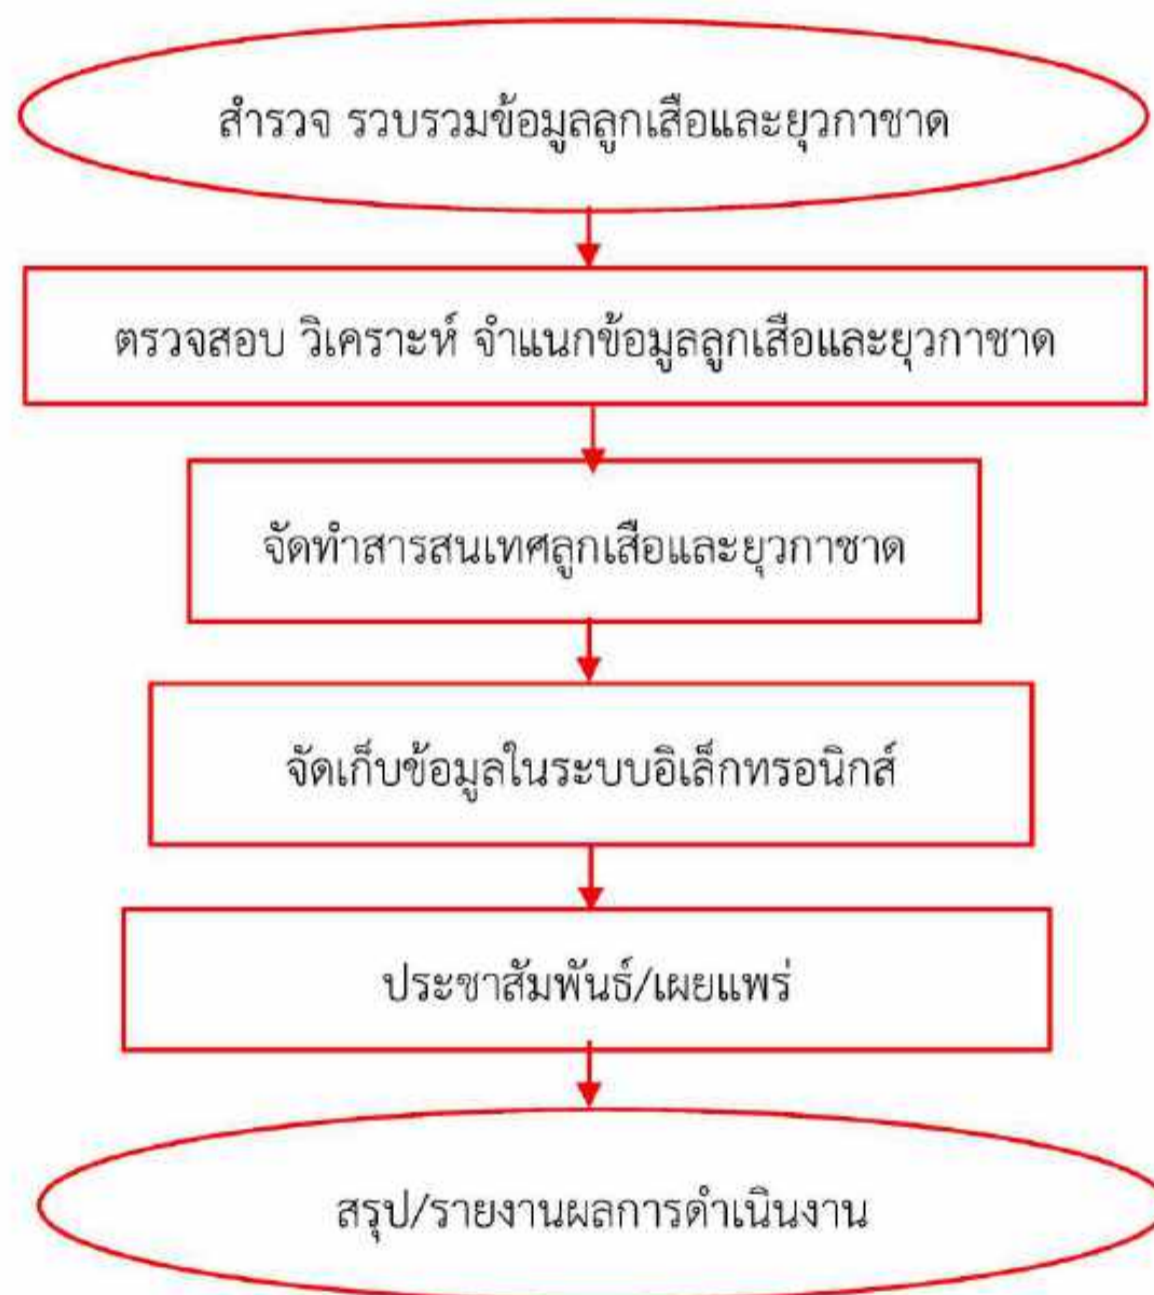 สำรวจ รวบรวมข้อมูลลูกเสือและยุวกาชาด
ตรวจสอบ วิเคราะห์ จำแนกข้อมูลลูกเสือและยุวกาชาด
จัดทำสารสนเทศลูกเสือและยุวกาชาด
จัดเก็บข้อมูลในระบบอิเล็กทรอนิกส์
ประชาสัมพันธ์/เผยแพร่
สรุป/รายงานผลการดำเนินงาน